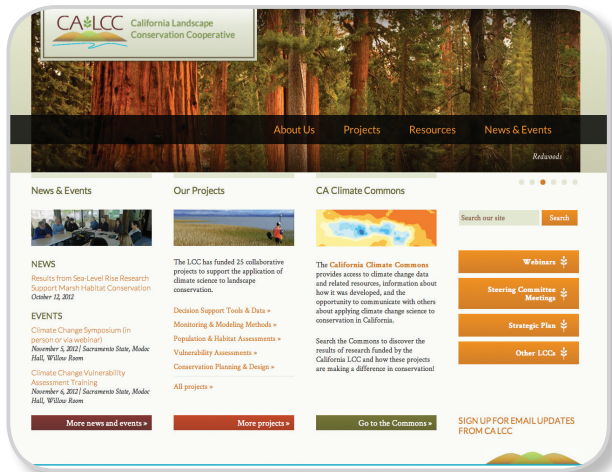 CA LCC
California Landscape
Conservation Cooperative
About Us
Projects
Resources
News & Events
Redwoods
News & Events
NEWS
Results from Sea-Level Rise Research
Support Marsh Habitat Conservation
October 12, 2012
EVENTS
Climate Change Symposium (in
person or via webinar)
November 5, 2012 | Sacramento State, Modoc
Hall, Willow Room
Climate Change Vulnerability
Assessment Training
November 6, 2012 | Sacramento State, Modoc
Hall, Willow Room
More news and events »
Our Projects
The LCC has funded 25 collaborative
projects to support the application of
climate science to landscape
conservation.
Decision Support Tools & Data »
Monitoring & Modeling Methods »
Population & Habitat Assessments »
Vulnerability Assessments »
Conservation Planning & Design »
All projects »
More projects »
CA Climate Commons
The California Climate Commons
provides access to climate change data
and related resources, information about
how it was developed, and the
opportunity to communicate with others
about applying climate change science to
conservation in California.
Search the Commons to discover the
results of research funded by the
California LCC and how these projects
are making a difference in conservation!
Go to the Commons »
Search our site
Search
Webinars
Steering Committee
Meetings
Strategic Plan
Other LCCs
SIGN UP FOR EMAIL UPDATES
FROM CA LCC